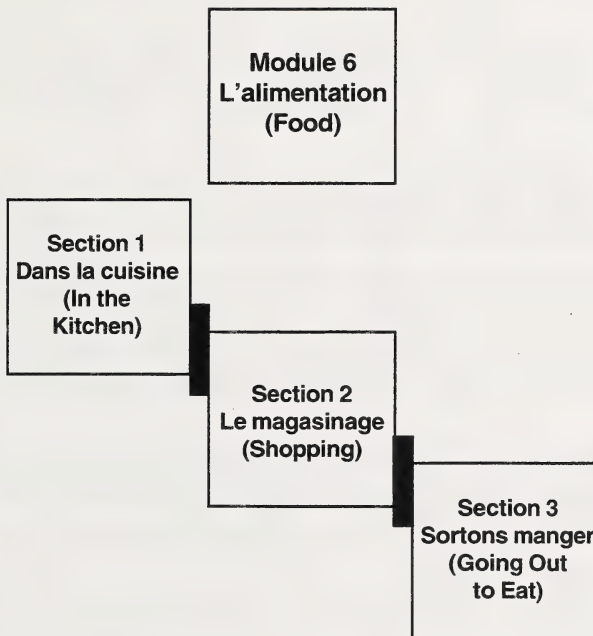 Module 6
L'alimentation
(Food)
Section 1
Dans la cuisine
(In the
Kitchen)
Section 2
Le magasinage
(Shopping)
Section 3
Sortons manger
(Going Out
to Eat)